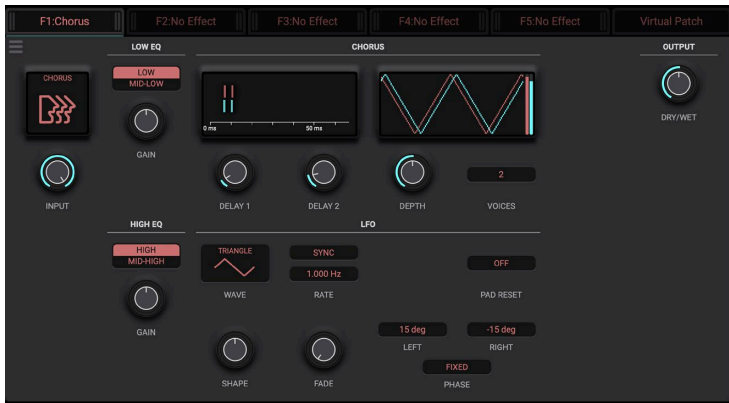 F1:Chorus
F2:No Effect
F3:No Effect
F4:No Effect
F5:No Effect
Virtual Patch
LOW EQ
CHORUS
OUTPUT
CHORUS
LOW
MID-LOW
0 ms
50 ms
DRY/WET
GAIN
2
INPUT
DELAY 1
DELAY 2
DEPTH
VOICES
HIGH EQ
LFO
HIGH
MID-HIGH
TRIANGLE
SYNC
OFF
1.000 Hz
WAVE
RATE
PAD RESET
GAIN
15 deg
-15 deg
LEFT
RIGHT
FIXED
SHAPE
FADE
PHASE